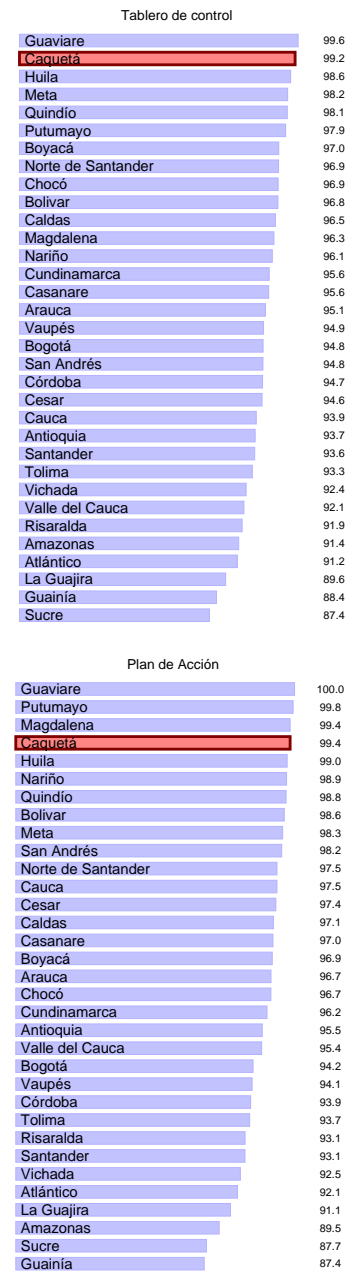 Tablero de control
Guaviare 99.6
Caquetá 99.2
Huila 98.6
Meta 98.2
Quindío 98.1
Putumayo 97.9
Boyacá 97.0
Norte de Santander 96.9
Chocó 96.9
Bolivar 96.8
Caldas 96.5
Magdalena 96.3
Nariño 96.1
Cundinamarca 95.6
Casanare 95.6
Arauca 95.1
Vaupés 94.9
Bogotá 94.8
San Andrés 94.8
Córdoba 94.7
Cesar 94.6
Cauca 93.9
Antioquia 93.7
Santander 93.6
Tolima 93.3
Vichada 92.4
Valle del Cauca 92.1
Risaralda 91.9
Amazonas 91.4
Atlántico 91.2
La Guajira 89.6
Guainía 88.4
Sucre 87.4
Plan de Acción
Guaviare 100.0
Putumayo 99.8
Magdalena 99.4
Caquetá 99.4
Huila 99.0
Nariño 98.9
Quindío 98.8
Bolivar 98.6
Meta 98.3
San Andrés 98.2
Norte de Santander 97.5
Cauca 97.5
Cesar 97.4
Caldas 97.1
Casanare 97.0
Boyacá 96.9
Arauca 96.7
Chocó 96.7
Cundinamarca 96.2
Antioquia 95.5
Valle del Cauca 95.4
Bogotá 94.2
Vaupés 94.1
Córdoba 93.9
Tolima 93.7
Risaralda 93.1
Santander 93.1
Vichada 92.5
Atlántico 92.1
La Guajira 91.1
Amazonas 89.5
Sucre 87.7
Guainía 87.4